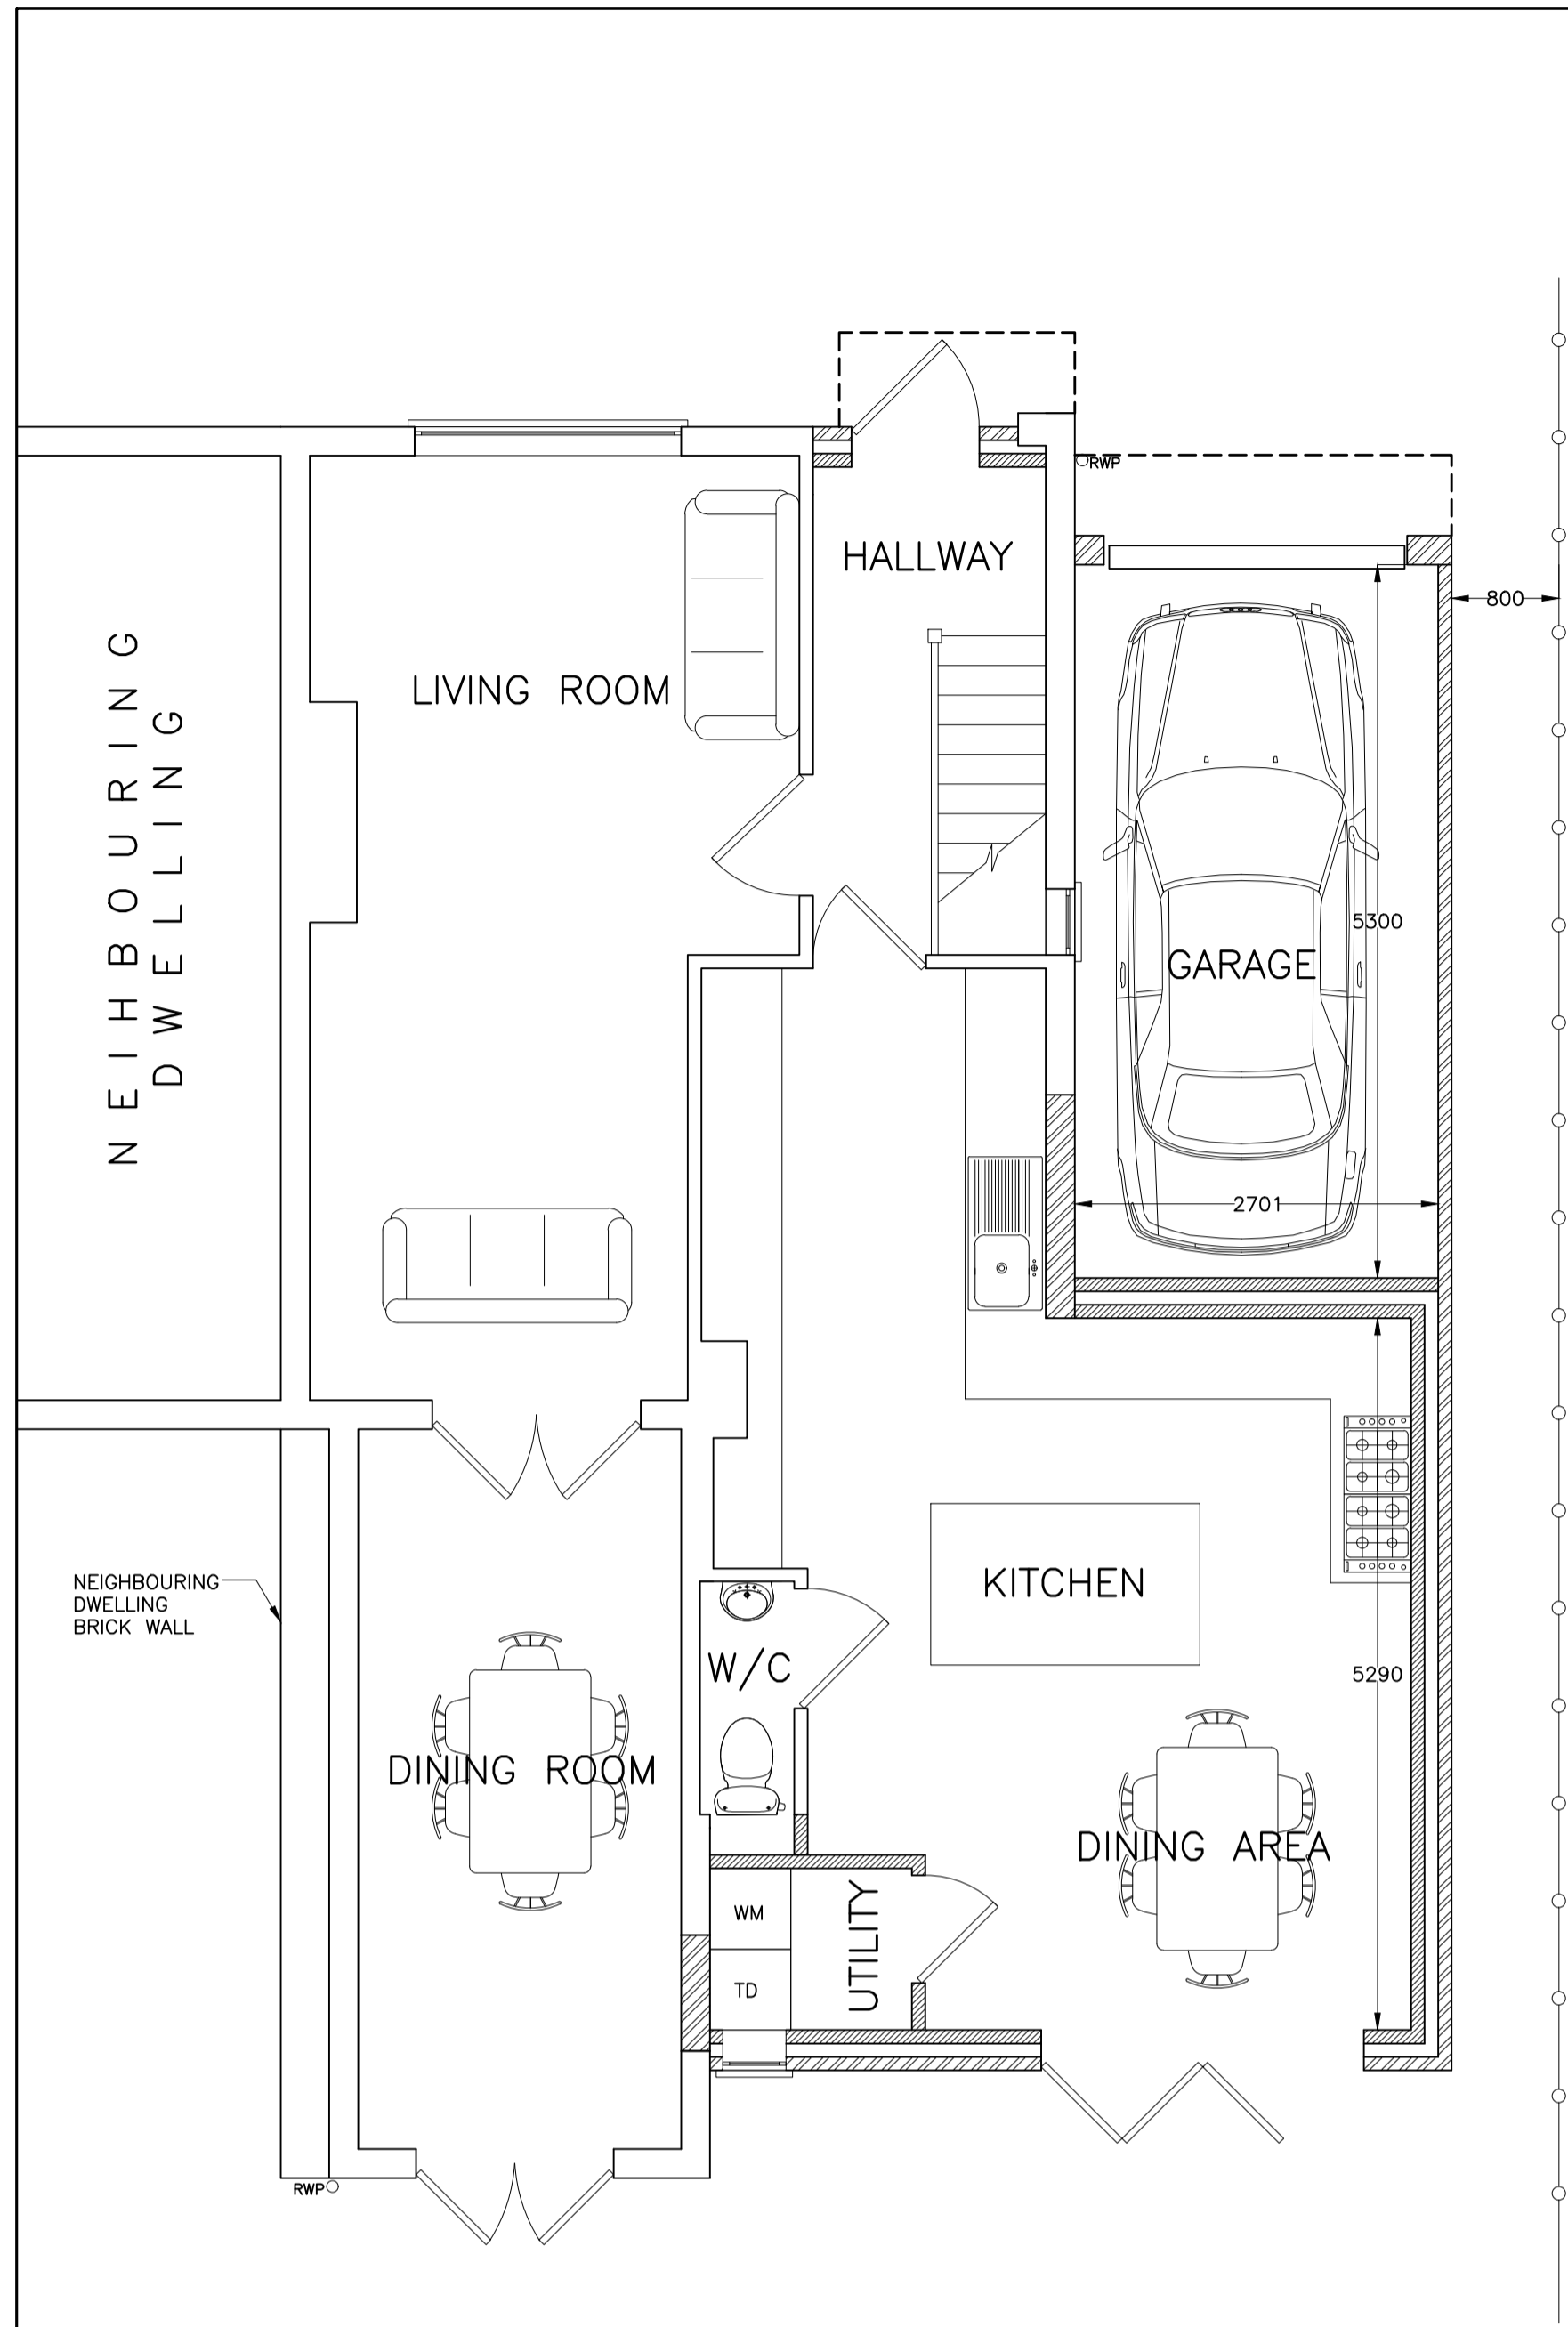 RWP
HALLWAY
800
LIVING ROOM
NEIHBOURING
DWELLING
5300
GARAGE
2701
KITCHEN
NEIGHBOURING
DWELLING
BRICK WALL
W/C
5290
DINING ROOM
DINING AREA
WM
UTILITY
TD
RWP